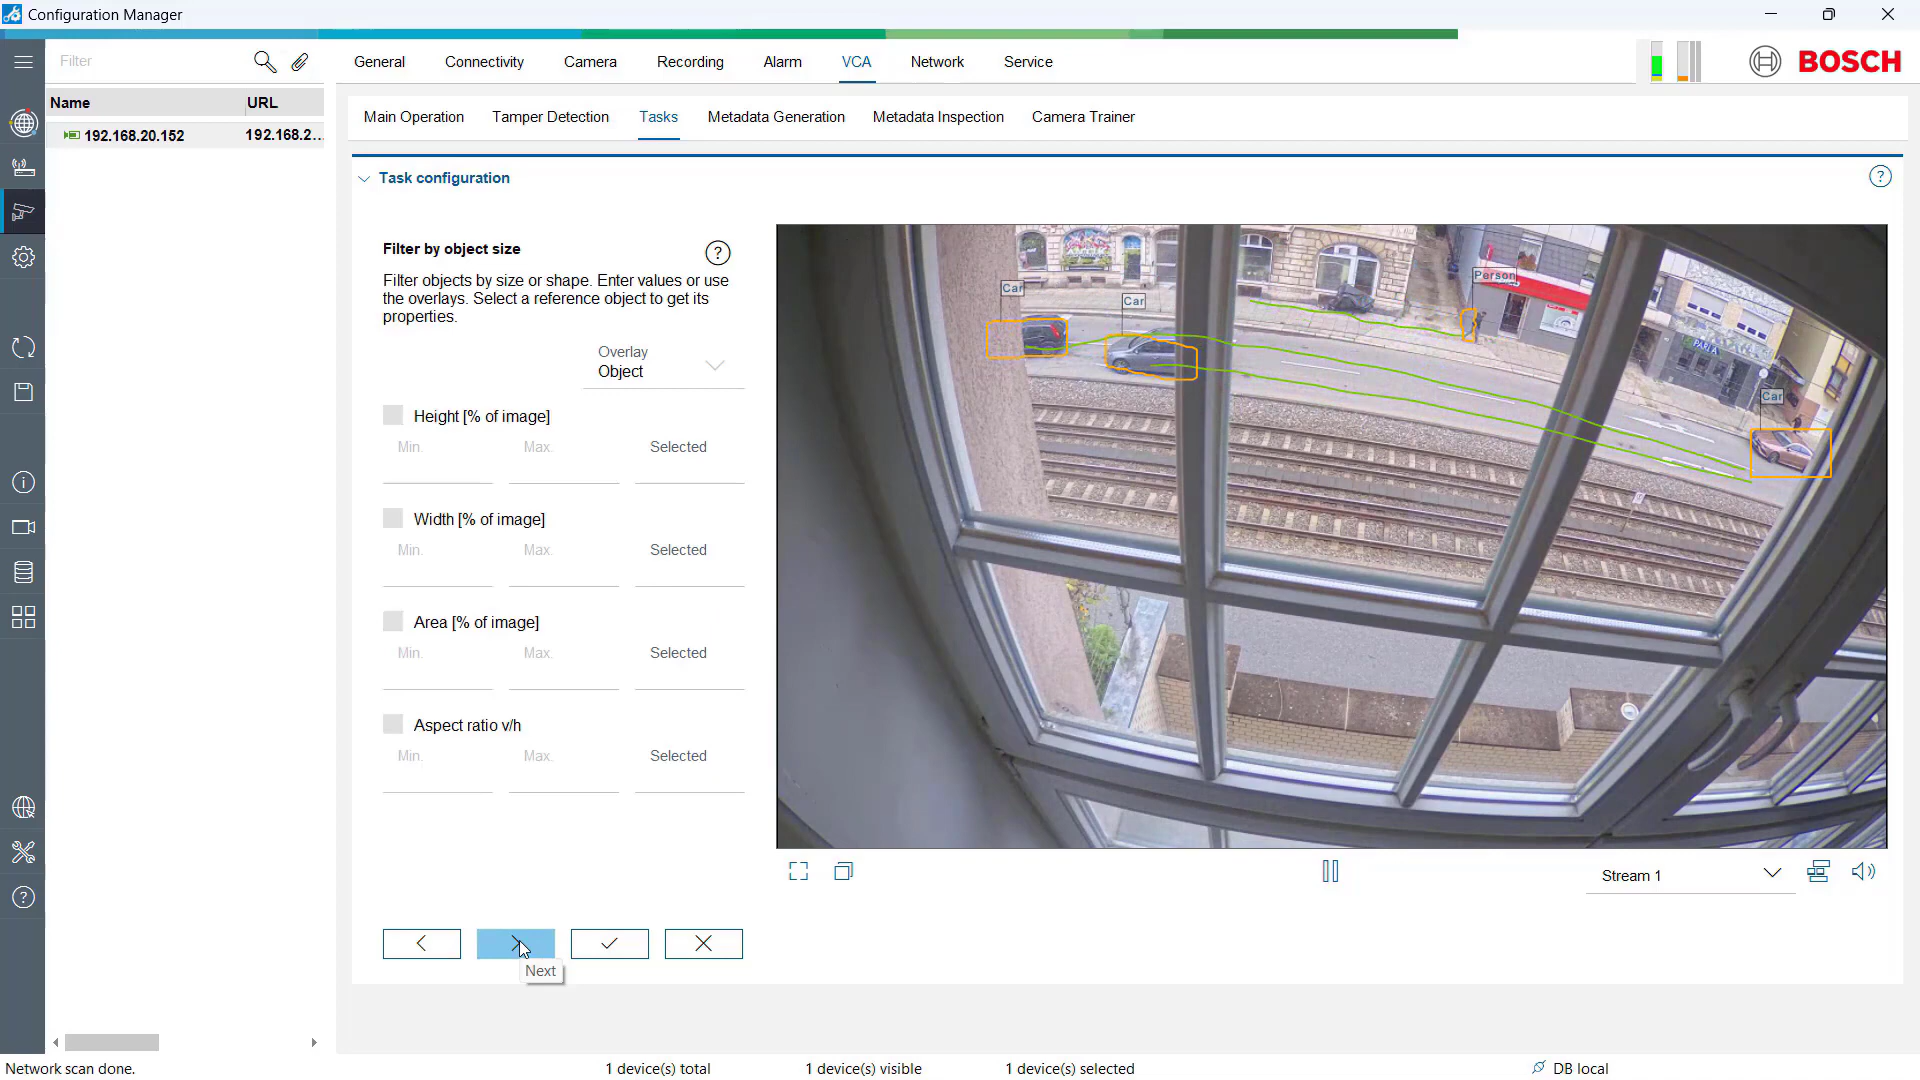 Configuration Manager
Filter
General
Connectivity
Camera
Recording
Alarm
VCA
Network
Service
BOSCH
Name
URL
192.168.20.152
192.168.2...
Main Operation
Tamper Detection
Tasks
Metadata Generation
Metadata Inspection
Camera Trainer
Task configuration
Filter by object size
Filter objects by size or shape. Enter values or use
the overlays. Select a reference object to get its
properties.
Overlay
Object
Height [% of image]
Min.
Max.
Selected
Width [% of image]
Min.
Max.
Selected
Area [% of image]
Min.
Max.
Selected
Aspect ratio v/h
Min.
Max.
Selected
Car
Car
Person
Car
PARLA
Stream 1
Next
Network scan done.
1 device(s) total
1 device(s) visible
1 device(s) selected
DB local